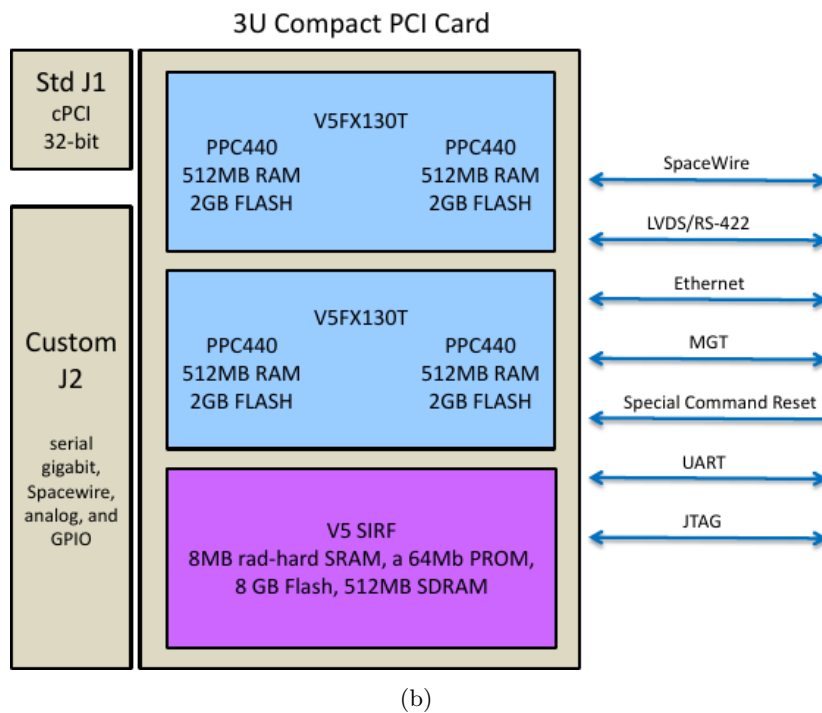 3U Compact PCI Card
Std J1
cPCI
32-bit
Custom
J2
serial
gigabit,
Spacewire,
analog, and
GPIO
V5FX130T
PPC440 PPC440
512MB RAM 512MB RAM
2GB FLASH 2GB FLASH
V5FX130T
PPC440 PPC440
512MB RAM 512MB RAM
2GB FLASH 2GB FLASH
V5 SIRF
8MB rad-hard SRAM, a 64Mb PROM,
8 GB Flash, 512MB SDRAM
SpaceWire
LVDS/RS-422
Ethernet
MGT
Special Command Reset
UART
JTAG
(b)